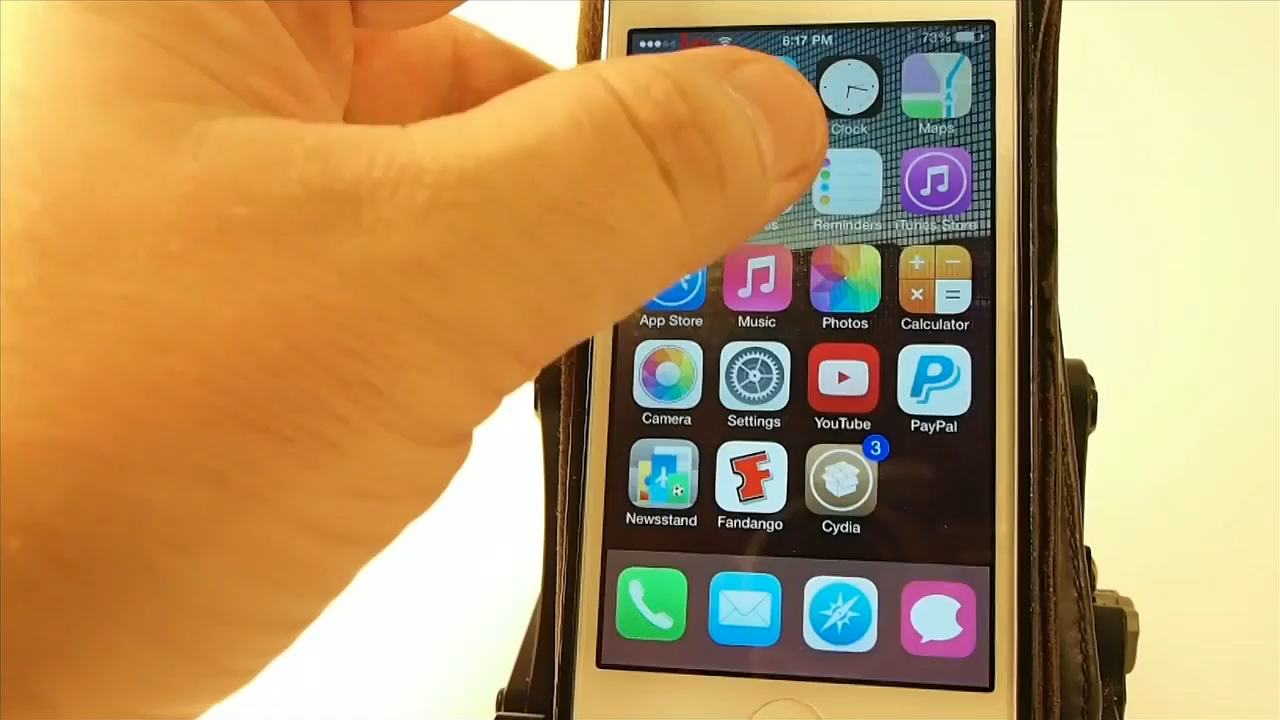 6:17 PM 73%
Clock Maps
Reminders iTunes Store
App Store Music Photos Calculator
Camera Settings YouTube PayPal
3
Newsstand Fandango Cydia